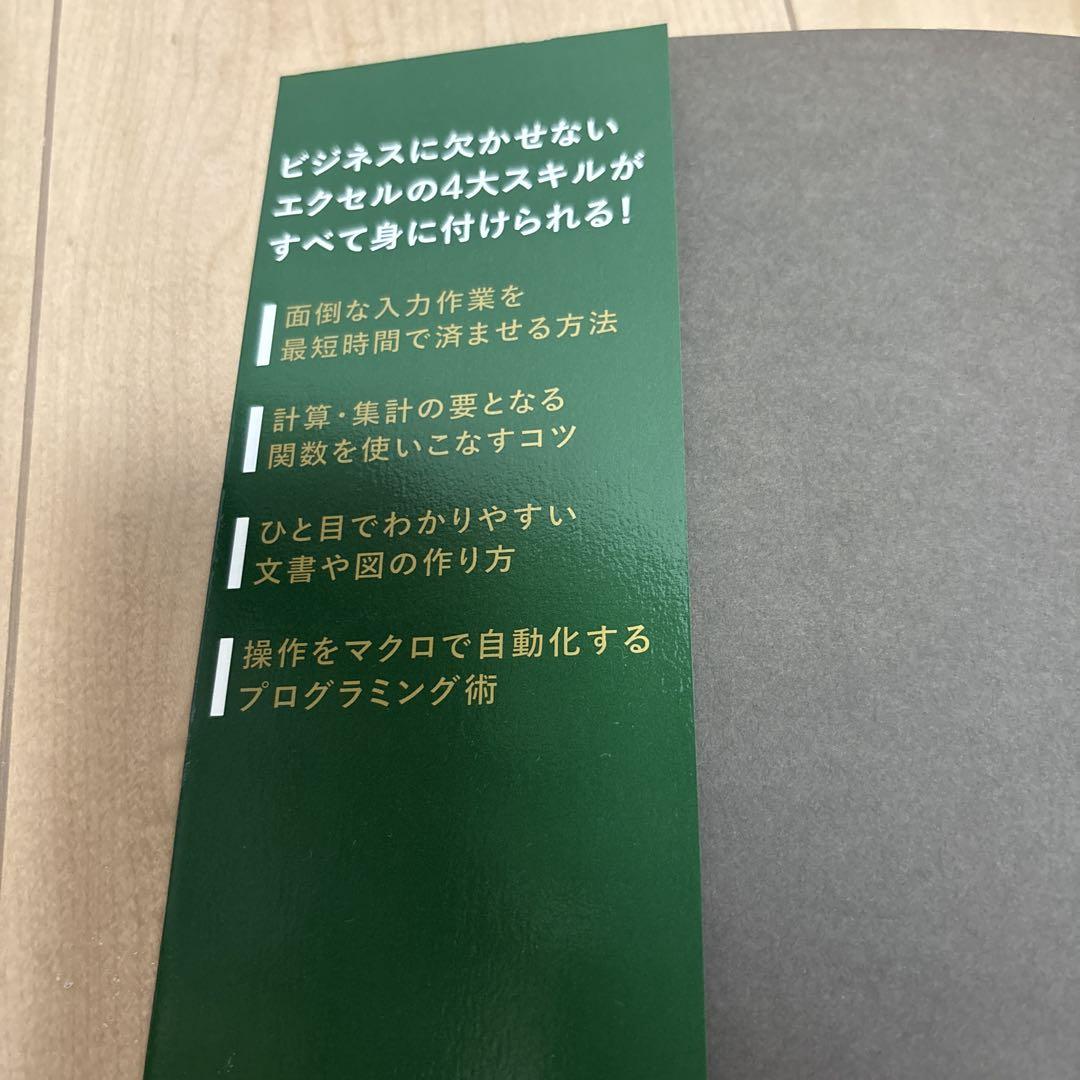 ビジネスに欠かせない
エクセルの4大スキルが
すべて身に付けられる!
面倒な入力作業を
最短時間で済ませる方法
計算・集計の要となる
関数を使いこなすコツ
ひと目でわかりやすい
文書や図の作り方
操作をマクロで自動化する
プログラミング術